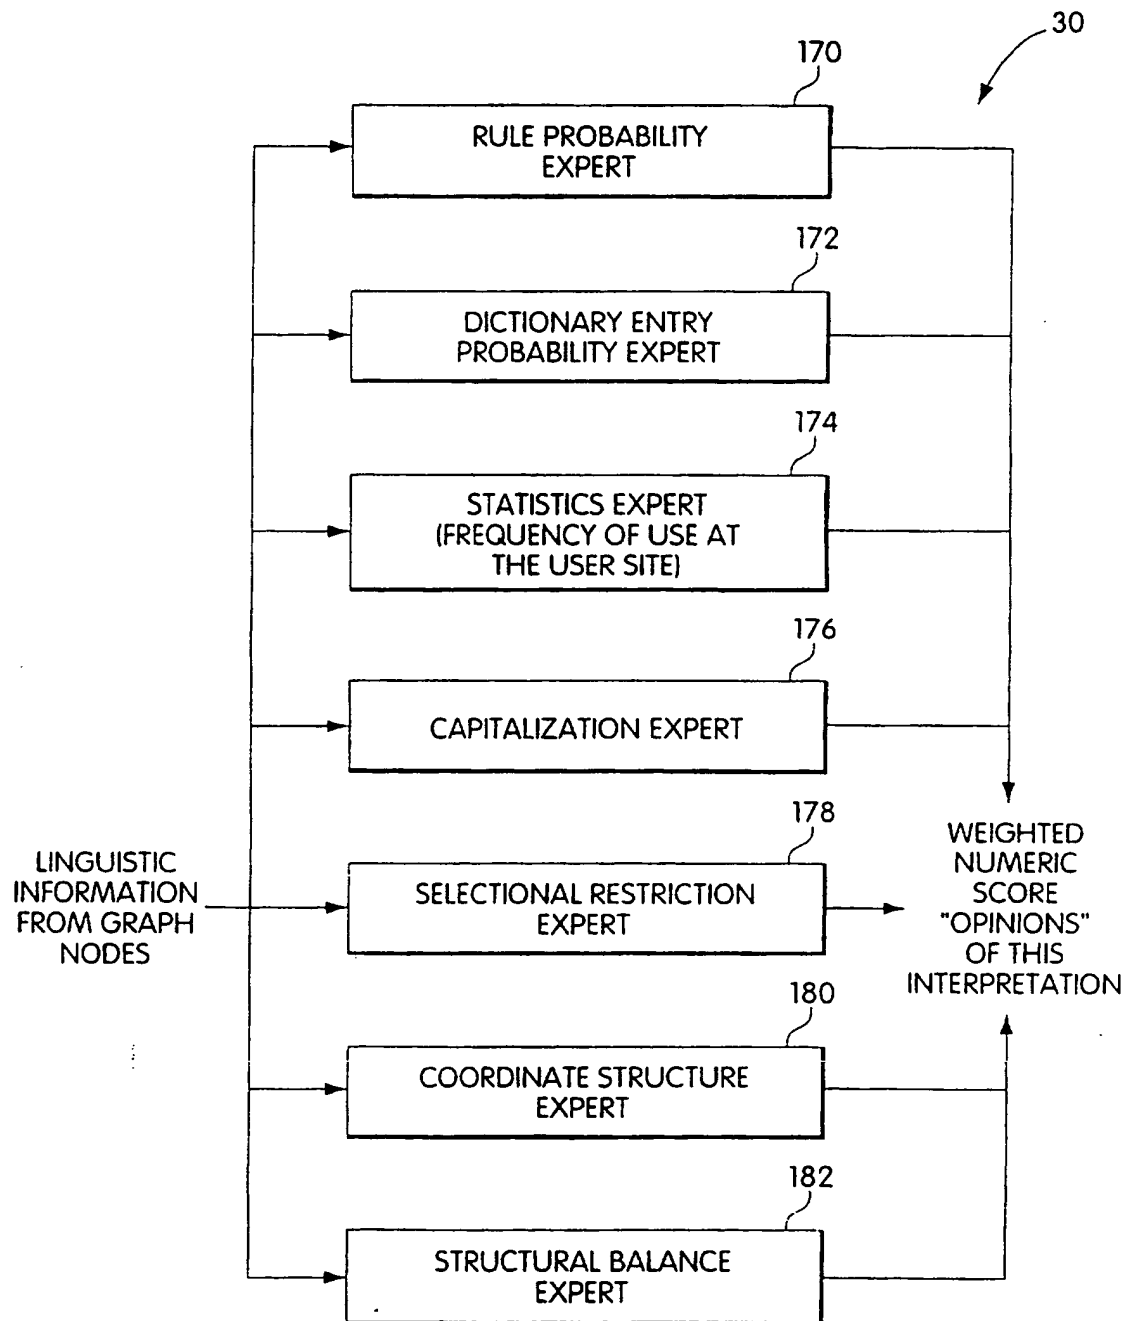 30
170
RULE PROBABILITY
EXPERT
172
DICTIONARY ENTRY
PROBABILITY EXPERT
174
STATISTICS EXPERT
(FREQUENCY OF USE AT
THE USER SITE)
176
CAPITALIZATION EXPERT
178
SELECTIONAL RESTRICTION
EXPERT
LINGUISTIC
INFORMATION
FROM GRAPH
NODES
WEIGHTED
NUMERIC
SCORE
"OPINIONS"
OF THIS
INTERPRETATION
180
COORDINATE STRUCTURE
EXPERT
182
STRUCTURAL BALANCE
EXPERT